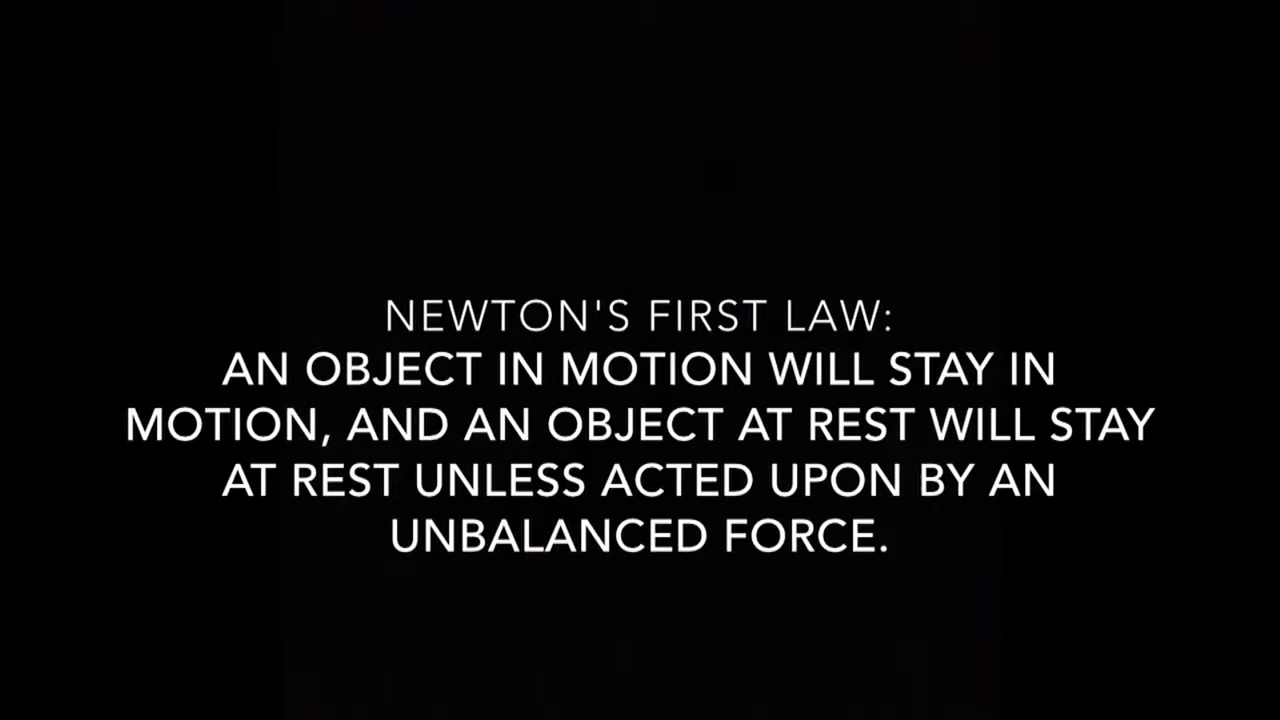 NEWTON'S FIRST LAW:
AN OBJECT IN MOTION WILL STAY IN
MOTION, AND AN OBJECT AT REST WILL STAY
AT REST UNLESS ACTED UPON BY AN
UNBALANCED FORCE.